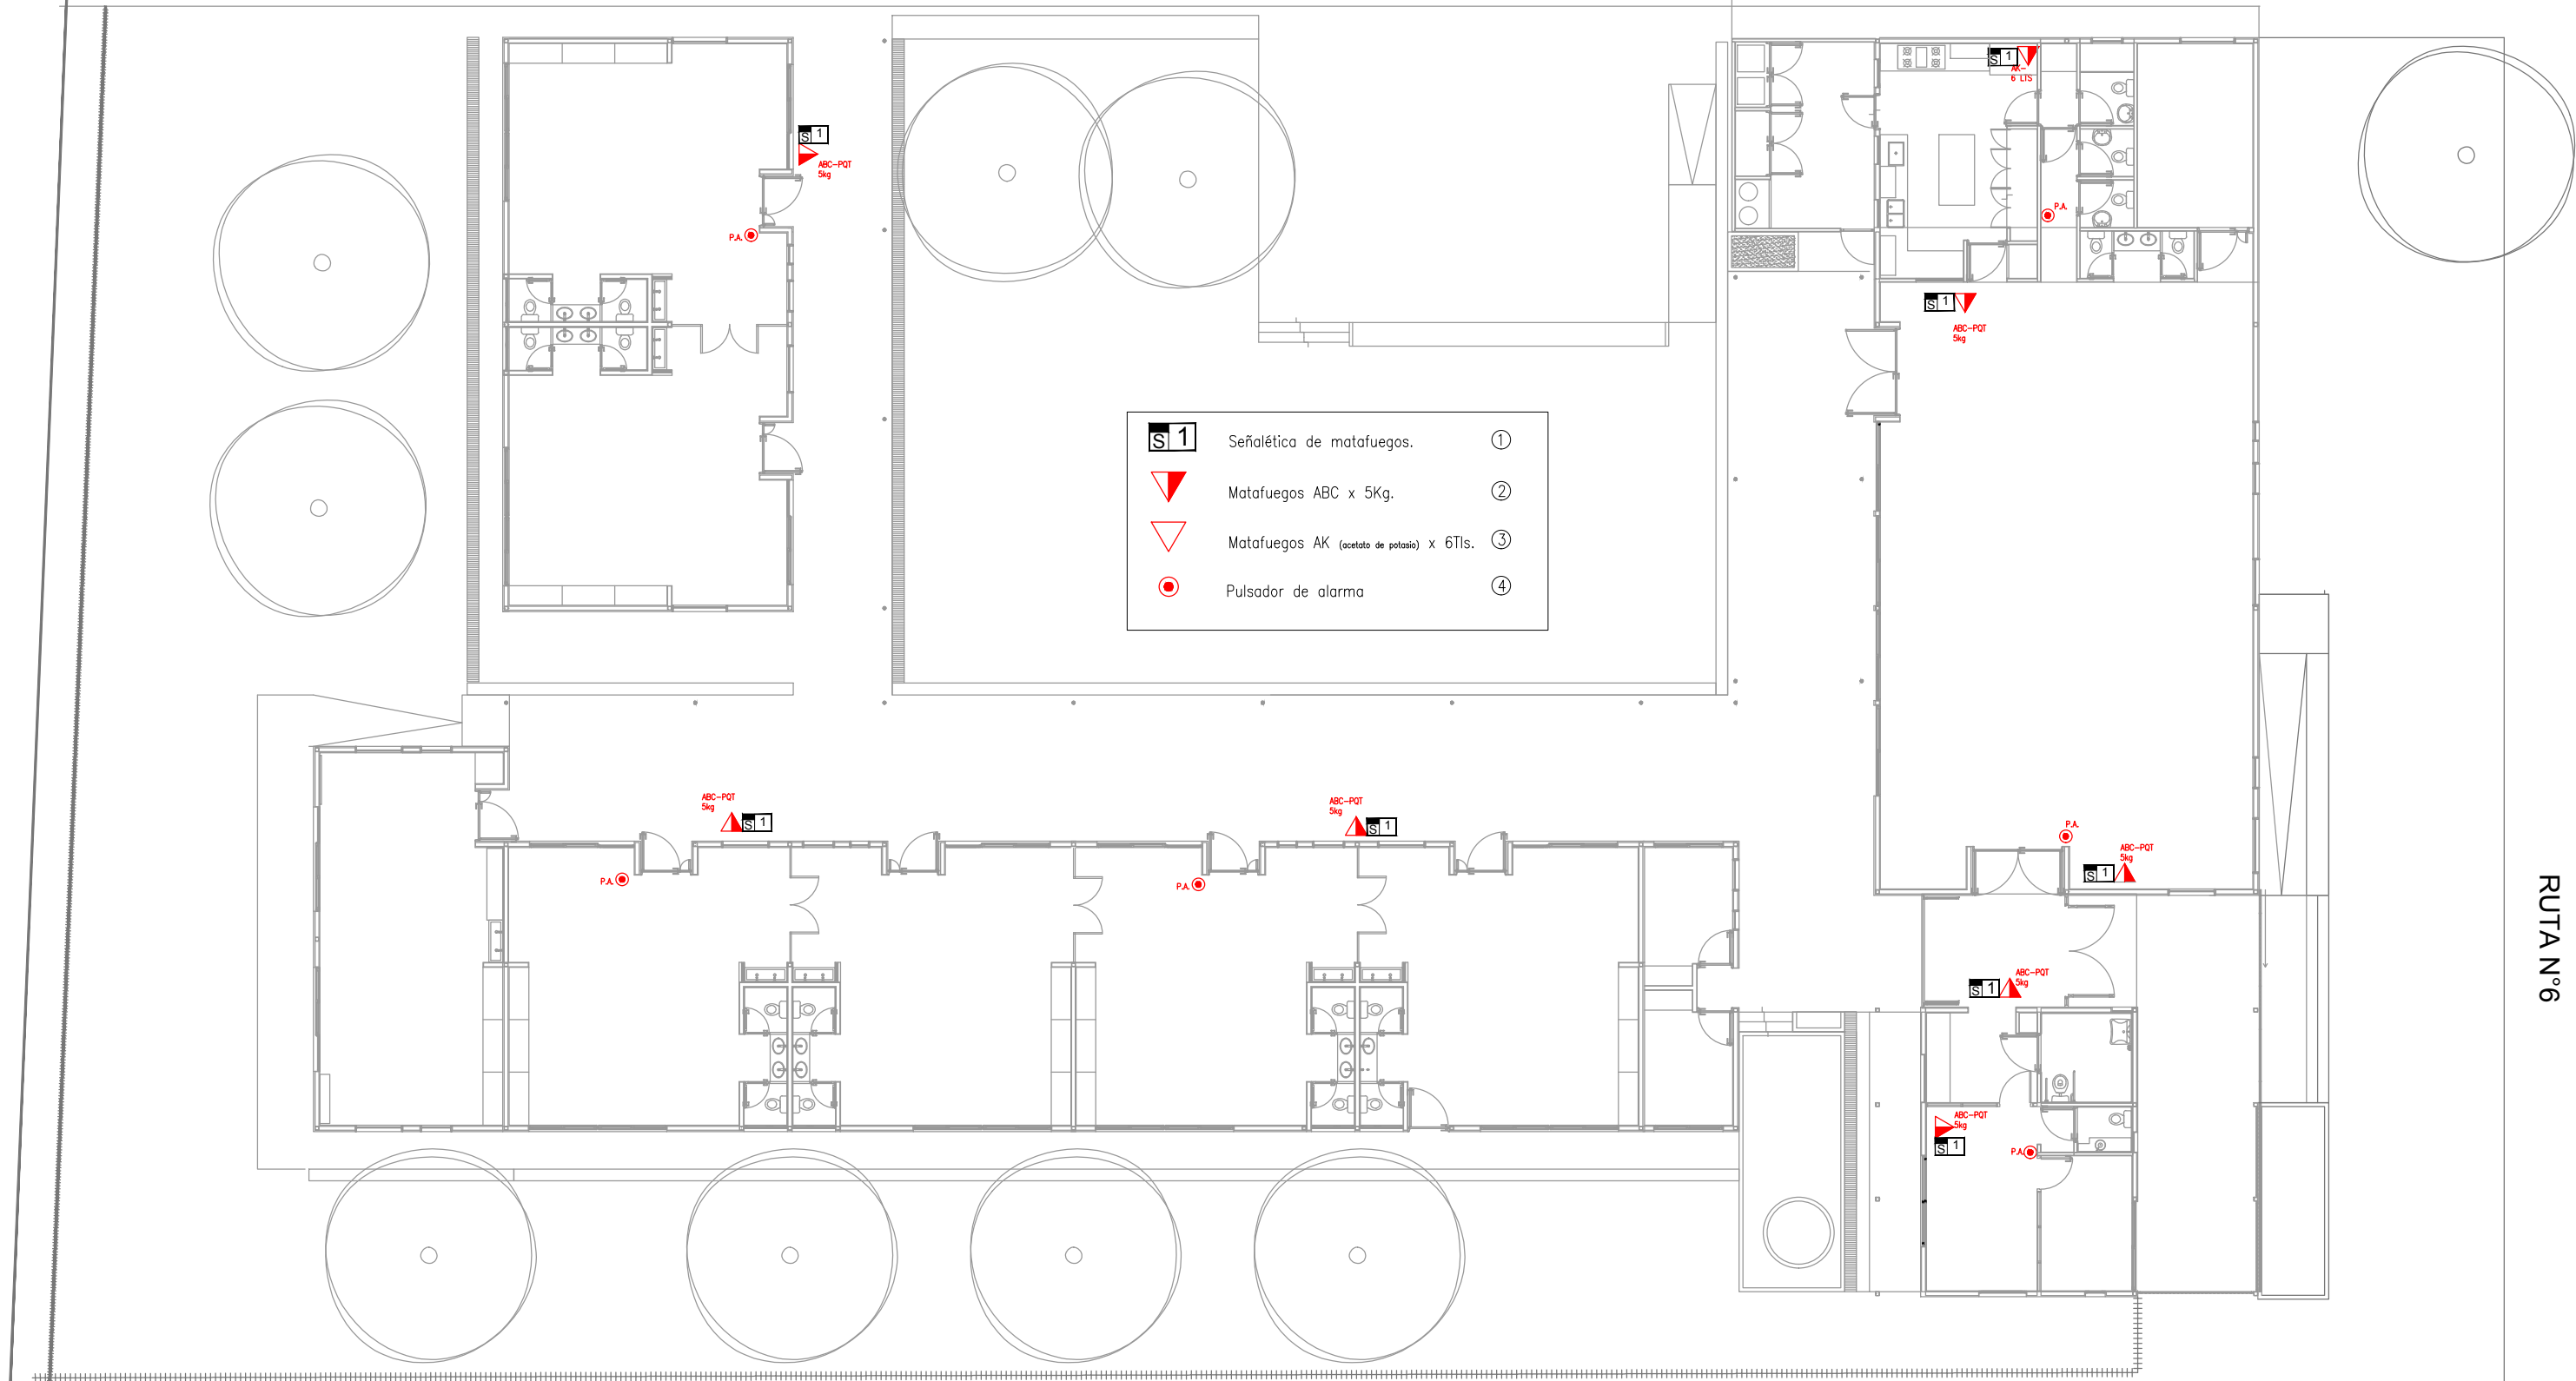 S 1
AK-
6 LTS
S 1
ABC-PQT
5kg
P.A.
P.A.
S 1
ABC-PQT
5kg
S 1 Señalética de matafuegos. 1
Matafuegos ABC x 5Kg. 2
Matafuegos AK (acetato de potasio) x 6Tls. 3
Pulsador de alarma 4
ABC-PQT
5kg
S 1
ABC-PQT
5kg
S 1
P.A.
P.A.
P.A.
ABC-PQT
5kg
S 1
ABC-PQT
5kg
S 1
ABC-PQT
5kg
S 1
P.A.
RUTA N°6